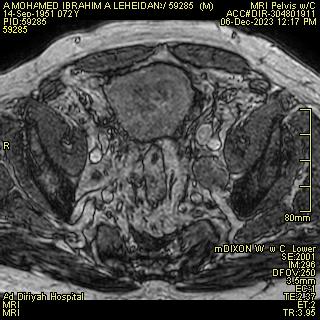 A MOHAMED IBRAHIM A LEHEIDAN:/ 59285 (M)
14-Sep-1951 072Y
PID:59285
59285
MRI Pelvis w/C
ACC#DIR-304801911
06-Dec-2023 12:17 PM
R
80mm
mDIXON W w C Lower
SE:2001
IM:296
DFOV:250
3.5mm
EC:1
TE:2.37
ET:2
TR:3.95
Ad Diriyah Hospital
MRI
MRI